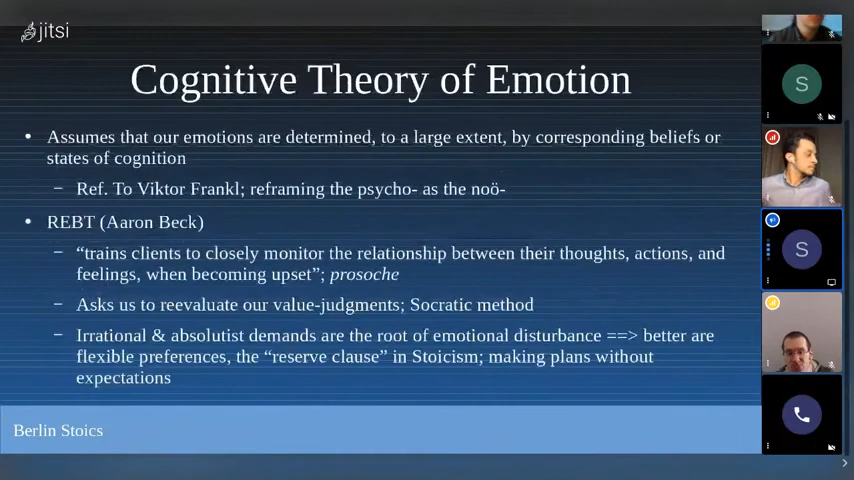 jitsi
Cognitive Theory of Emotion
• Assumes that our emotions are determined, to a large extent, by corresponding beliefs or
states of cognition
– Ref. To Viktor Frankl; reframing the psycho- as the noö-
• REBT (Aaron Beck)
– “trains clients to closely monitor the relationship between their thoughts, actions, and
feelings, when becoming upset”; prosoche
– Asks us to reevaluate our value-judgments; Socratic method
– Irrational & absolutist demands are the root of emotional disturbance ==> better are
flexible preferences, the “reserve clause” in Stoicism; making plans without
expectations
Berlin Stoics
S
S